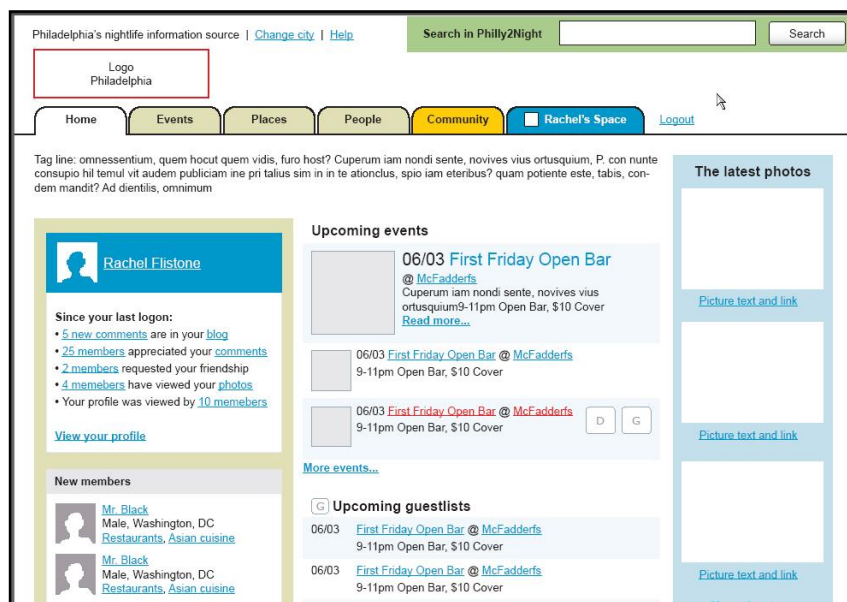 Philadelphia's nightlife information source | Change city | Help
Search in Philly2Night
Search
Logo
Philadelphia
Home
Events
Places
People
Community
Rachel's Space
Logout
Tag line: omnessentium, quem hocut quem vidis, furo host? Cuperum iam nondi sente, novives vius ortusquium, P. con nunte
consupio hil temul vit audem publiciam ine pri talius sim in in te ationclus, spio iam eteribus? quam potiente este, tabis, con-
dem mandit? Ad dientilis, omnimum
Rachel Flistone
Since your last logon:
• 5 new comments are in your blog
• 25 members appreciated your comments
• 2 members requested your friendship
• 4 memebers have viewed your photos
• Your profile was viewed by 10 memebers
View your profile
New members
Mr. Black
Male, Washington, DC
Restaurants, Asian cuisine
Mr. Black
Male, Washington, DC
Restaurants, Asian cuisine
Upcoming events
06/03 First Friday Open Bar
@ McFadderfs
Cuperum iam nondi sente, novives vius
ortusquium9-11pm Open Bar, $10 Cover
Read more...
06/03 First Friday Open Bar @ McFadderfs
9-11pm Open Bar, $10 Cover
06/03 First Friday Open Bar @ McFadderfs
9-11pm Open Bar, $10 Cover
D
G
More events...
G Upcoming guestlists
06/03 First Friday Open Bar @ McFadderfs
9-11pm Open Bar, $10 Cover
06/03 First Friday Open Bar @ McFadderfs
9-11pm Open Bar, $10 Cover
The latest photos
Picture text and link
Picture text and link
Picture text and link